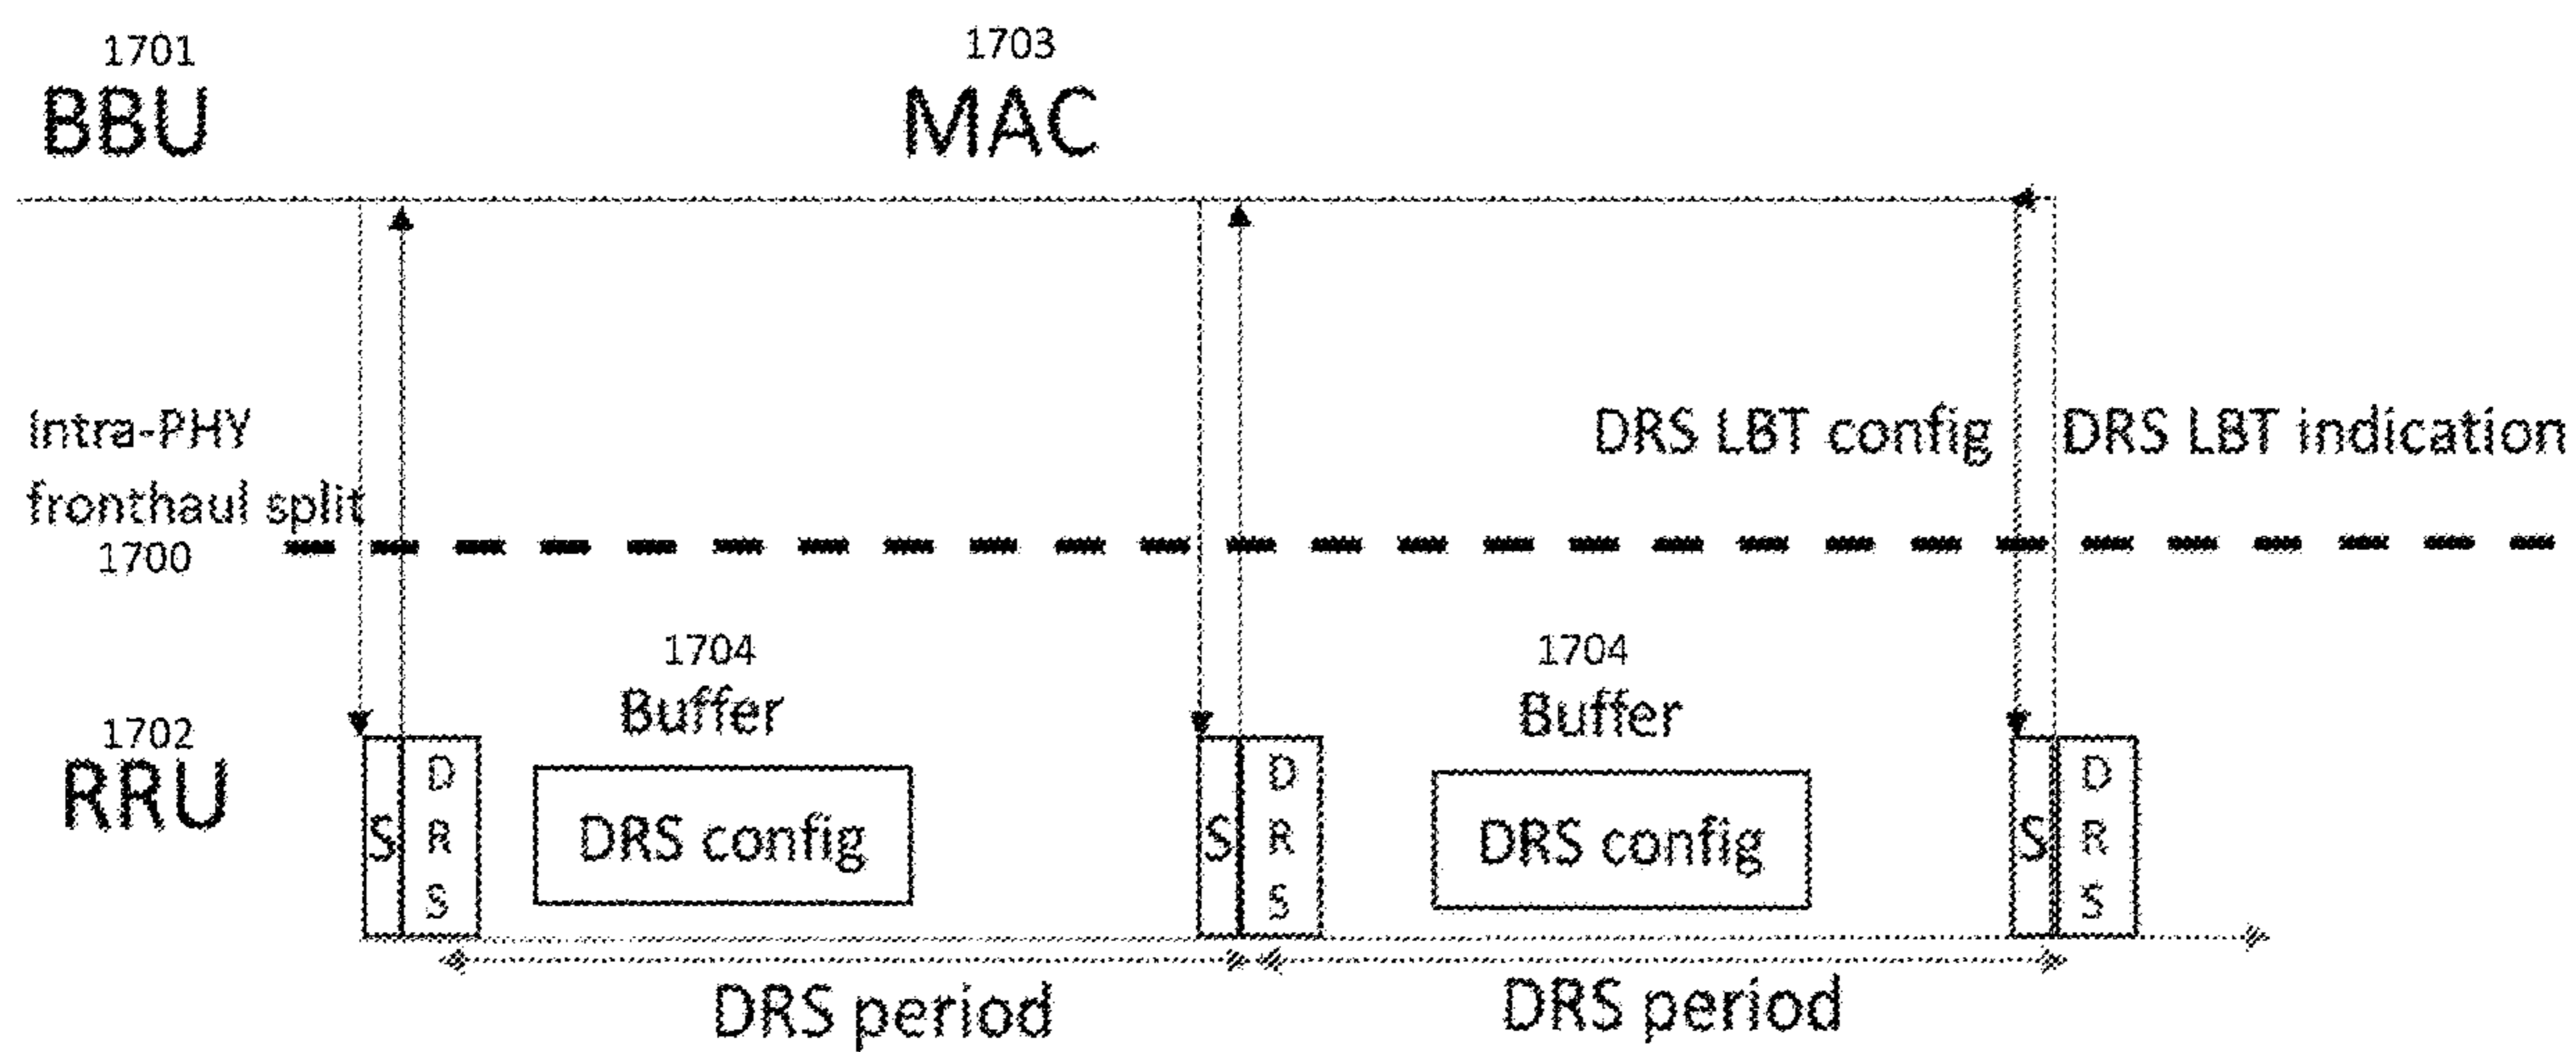 1701
BBU
1703
MAC
Intra-PHY
fronthaul split
1700
DRS LBT config
DRS LBT indication
1702
RRU
1704
Buffer
1704
Buffer
S
D
R
S
DRS config
S
D
R
S
DRS config
S
D
R
S
DRS period
DRS period